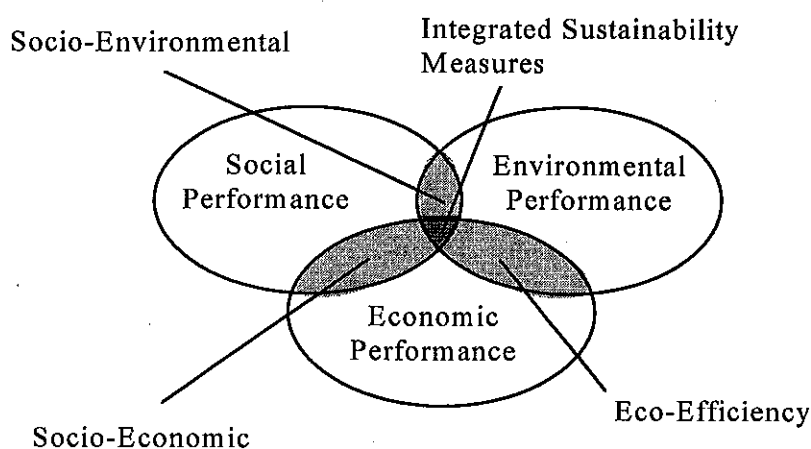 Socio-Environmental
Integrated Sustainability
Measures
Social
Performance
Environmental
Performance
Economic
Performance
Socio-Economic
Eco-Efficiency